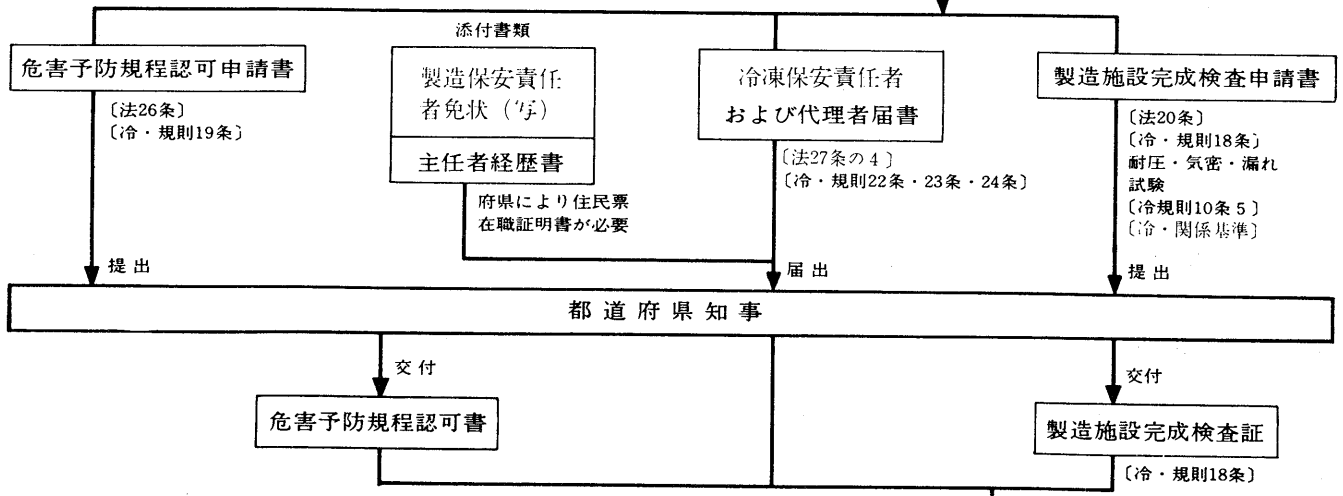 添付書類
危害予防規程認可申請書
〔法26条〕
〔冷・規則19条〕
製造保安責任
者免状(写)
主任者経歴書
府県により住民票
在職証明書が必要
冷凍保安責任者
および代理者届書
〔法27条の4〕
〔冷・規則22条・23条・24条〕
製造施設完成検査申請書
〔法20条〕
〔冷・規則18条〕
耐圧・気密・漏れ
試験
〔冷規則10条5〕
〔冷・関係基準〕
提出
届出
提出
都道府県知事
交付
交付
危害予防規程認可書
製造施設完成検査証
〔冷・規則18条〕